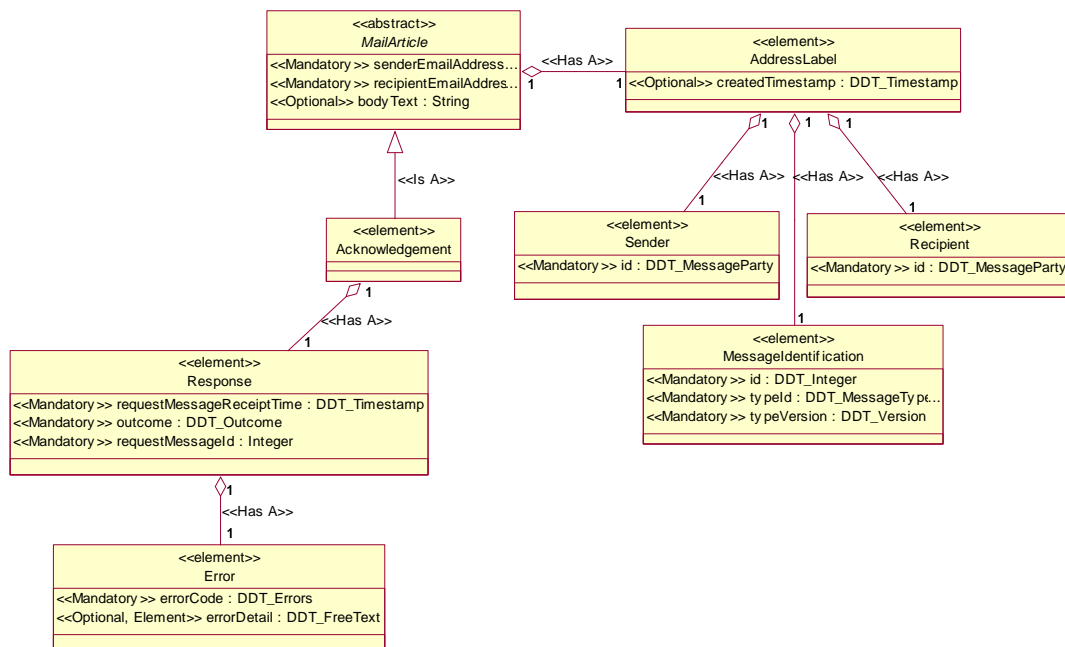 <<abstract>>
MailArticle
<<Mandatory>> senderEmailAddress...
<<Mandatory>> recipientEmailAddres...
<<Optional>> bodyText : String
<<Has A>>
1
1
<<element>>
AddressLabel
<<Optional>> createdTimestamp : DDT_Timestamp
1
1
1
<<Has A>>
<<Has A>>
<<Has A>>
1
1
<<Is A>>
<<element>>
Sender
<<Mandatory>> id : DDT_MessageParty
<<element>>
Recipient
<<Mandatory>> id : DDT_MessageParty
<<element>>
Acknowledgement
1
<<Has A>>
1
1
<<element>>
MessageIdentification
<<Mandatory>> id : DDT_Integer
<<Mandatory>> typeId : DDT_MessageType...
<<Mandatory>> typeVersion : DDT_Version
<<element>>
Response
<<Mandatory>> requestMessageReceiptTime : DDT_Timestamp
<<Mandatory>> outcome : DDT_Outcome
<<Mandatory>> requestMessageId : Integer
1
<<Has A>>
1
<<element>>
Error
<<Mandatory>> errorCode : DDT_Errors
<<Optional, Element>> errorDetail : DDT_FreeText